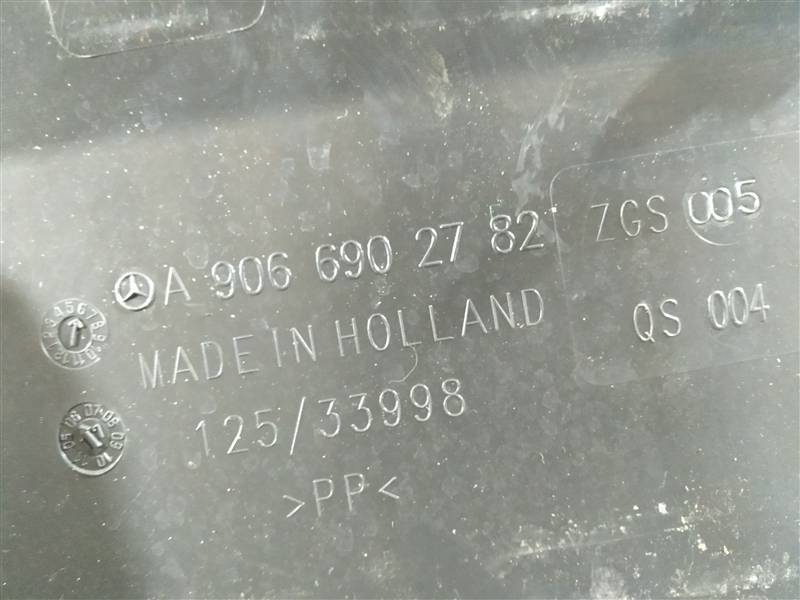 A 906 690 27 82 ZGS 005
MADE IN HOLLAND QS 004
125/33998
>PP<